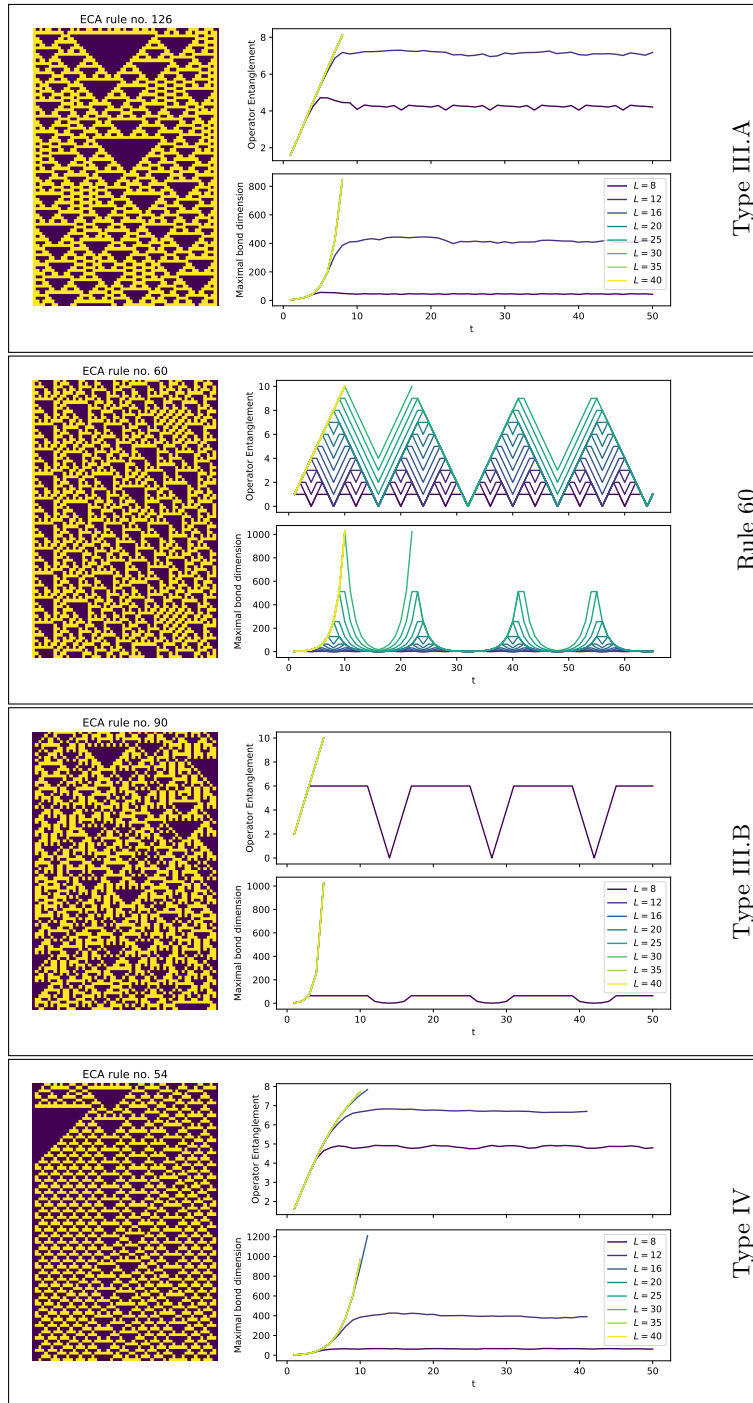 ECA rule no. 126
Operator Entanglement
8
6
4
2
Maximal bond dimension
800
600
400
200
0
L = 8
L = 12
L = 16
L = 20
L = 25
L = 30
L = 35
L = 40
0 10 20 30 40 50
t
Type III.A
ECA rule no. 60
Operator Entanglement
10
8
6
4
2
0
Maximal bond dimension
1000
800
600
400
200
0
0 10 20 30 40 50 60
t
Rule 60
ECA rule no. 90
Operator Entanglement
10
8
6
4
2
0
Maximal bond dimension
1000
800
600
400
200
0
L = 8
L = 12
L = 16
L = 20
L = 25
L = 30
L = 35
L = 40
0 10 20 30 40 50
t
Type III.B
ECA rule no. 54
Operator Entanglement
8
7
6
5
4
3
2
Maximal bond dimension
1200
1000
800
600
400
200
0
L = 8
L = 12
L = 16
L = 20
L = 25
L = 30
L = 35
L = 40
0 10 20 30 40 50
t
Type IV